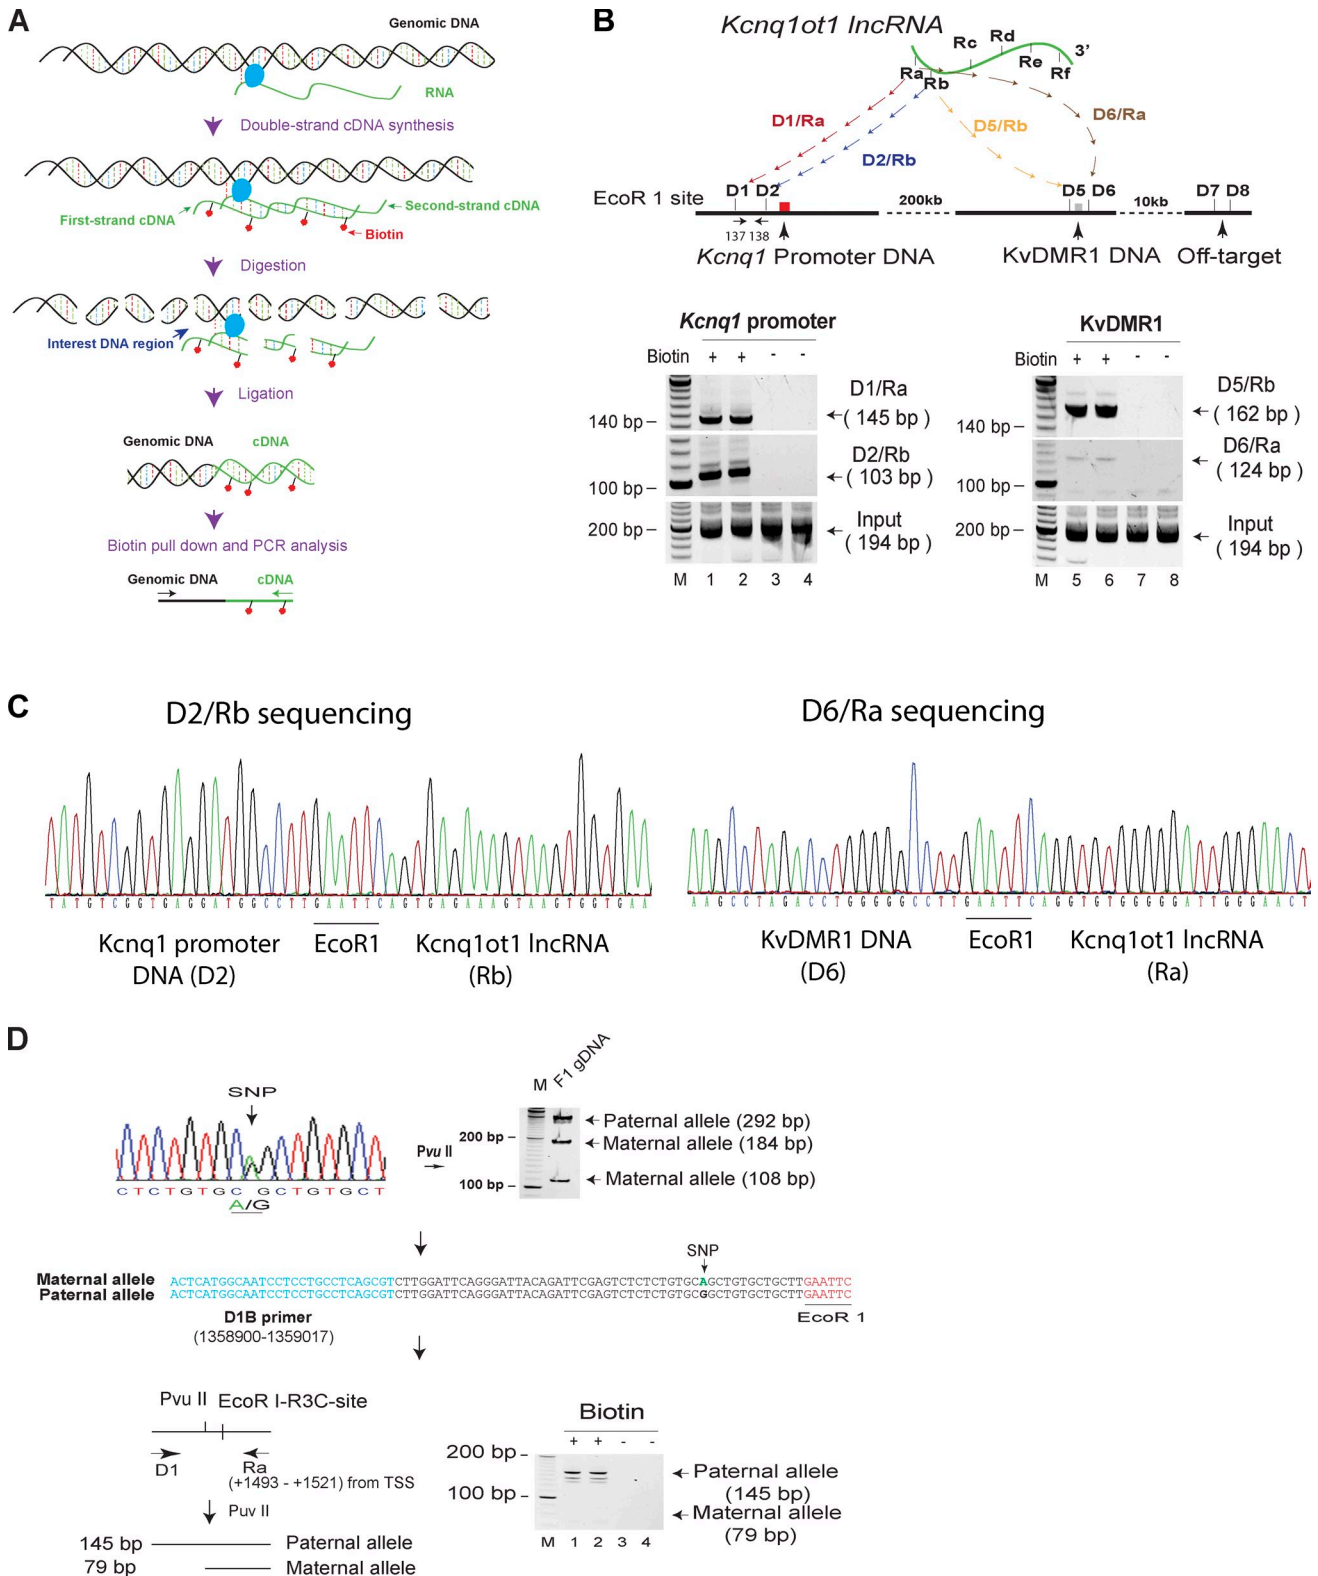 A
Genomic DNA
RNA
Double-strand cDNA synthesis
First-strand cDNA
Second-strand cDNA
Biotin
Digestion
Interest DNA region
Ligation
Genomic DNA cDNA
Biotin pull down and PCR analysis
Genomic DNA cDNA
B
Kcnq1ot1 lncRNA
Ra Rb Rc Rd Re Rf 3'
D1/Ra
D2/Rb
D5/Rb
D6/Ra
EcoR 1 site
D1 D2 D5 D6 D7 D8
200kb 10kb
137 138
Kcnq1 Promoter DNA KvDMR1 DNA Off-target
Kcnq1 promoter
Biotin + + - -
D1/Ra
140 bp ( 145 bp )
D2/Rb
100 bp ( 103 bp )
Input
200 bp ( 194 bp )
M 1 2 3 4
KvDMR1
Biotin + + - -
D5/Rb
140 bp ( 162 bp )
D6/Ra
100 bp ( 124 bp )
Input
200 bp ( 194 bp )
M 5 6 7 8
C
D2/Rb sequencing
TATGTCGGTGAGGATGGCCTTGAATTCAGTGAGAAAGTAAGTGGTGAA
Kcnq1 promoter EcoR1 Kcnq1ot1 lncRNA
DNA (D2) (Rb)
D6/Ra sequencing
AAGCCTAGACCTGGGGGCCTTGAATTCAGGTGTGGGGGATTGGGAACT
KvDMR1 DNA EcoR1 Kcnq1ot1 lncRNA
(D6) (Ra)
D
SNP
CTCTGTGC GCTGTGCT
A/G
Pvu II
M F1 gDNA
200 bp
100 bp
Paternal allele (292 bp)
Maternal allele (184 bp)
Maternal allele (108 bp)
SNP
Maternal allele ACTCATGGCAATCCTCCTGCCTCAGCGTCTTGGATTCAGGGATTACAGATTCGAGTCTCTCTGTGCAGCTGTGCTGCTTGAATTC
Paternal allele ACTCATGGCAATCCTCCTGCCTCAGCGTCTTGGATTCAGGGATTACAGATTCGAGTCTCTCTGTGCGGCTGTGCTGCTTGAATTC
D1B primer EcoR 1
(1358900-1359017)
Pvu II EcoR I-R3C-site
D1 Ra
(+1493 - +1521) from TSS
Puv II
145 bp Paternal allele
79 bp Maternal allele
Biotin
+ + - -
200 bp
100 bp
Paternal allele
(145 bp)
Maternal allele
(79 bp)
M 1 2 3 4